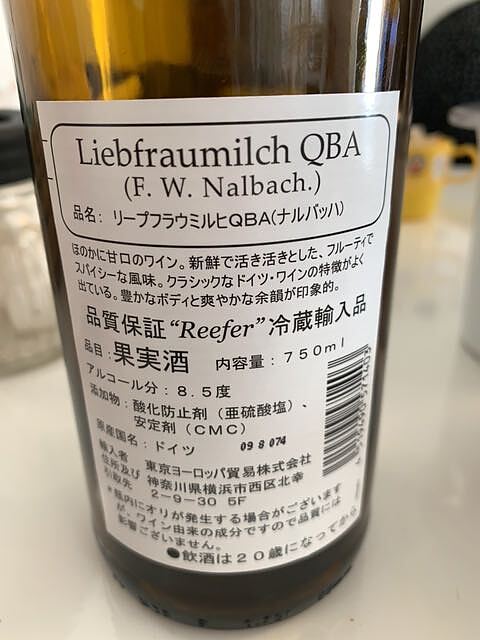 Liebfraumilch QBA
(F. W. Nalbach.)
品名: リープフラウミルヒQBA(ナルバッハ)
ほのかに甘口のワイン。新鮮で活き活きとした、フルーティで
スパイシーな風味。クラシックなドイツ・ワインの特徴がよく
出ている。豊かなボディと爽やかな余韻が印象的。
品質保証“Reefer”冷蔵輸入品
品目:果実酒 内容量:750ml
アルコール分:8.5度
添加物:酸化防止剤(亜硫酸塩)、
安定剤(CMC)
原産国名:ドイツ 09 8 074
輸入者 東京ヨーロッパ貿易株式会社
住所及び 神奈川県横浜市西区北幸
引取先 2-9-30 5F
*瓶内にオリが発生する場合がございます
が、ワイン由来の成分ですので品質には
影響ございません。
●飲酒は20歳になってから